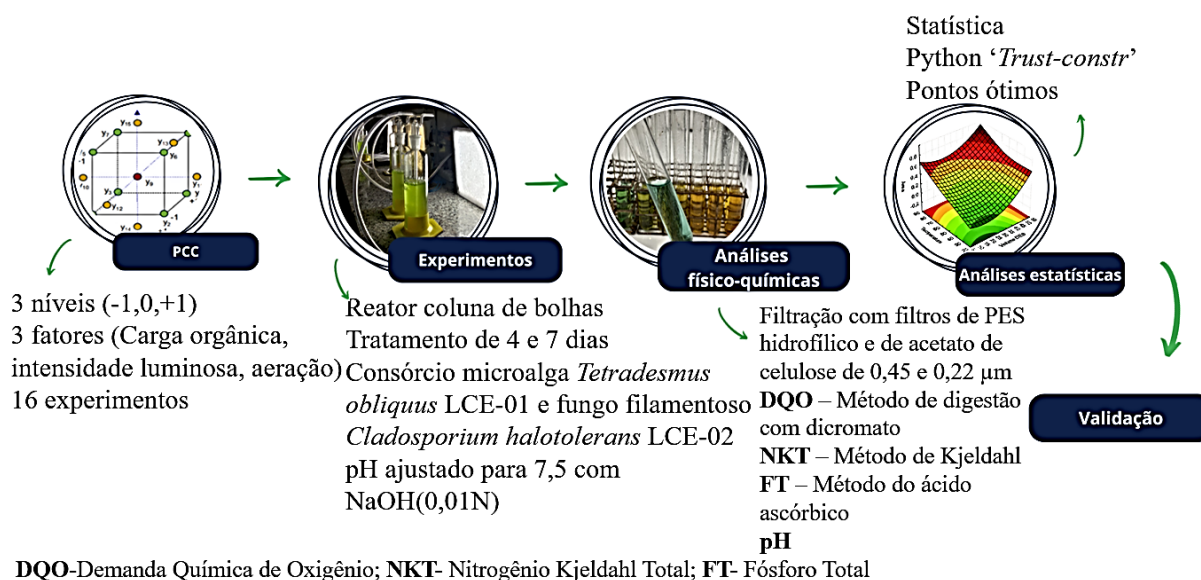 Statística
Python ‘Trust-constr’
Pontos ótimos
PCC
3 níveis (-1,0,+1)
3 fatores (Carga orgânica,
intensidade luminosa, aeração)
16 experimentos
Experimentos
Reator coluna de bolhas
Tratamento de 4 e 7 dias
Consórcio microalga Tetradesmus
obliquus LCE-01 e fungo filamentoso
Cladosporium halotolerans LCE-02
pH ajustado para 7,5 com
NaOH(0,01N)
Análises
físico-químicas
Filtração com filtros de PES
hidrofílico e de acetato de
celulose de 0,45 e 0,22 µm
DQO – Método de digestão
com dicromato
NKT – Método de Kjeldahl
FT – Método do ácido
ascórbico
pH
Análises estatísticas
Validação
DQO-Demanda Química de Oxigênio; NKT- Nitrogênio Kjeldahl Total; FT- Fósforo Total